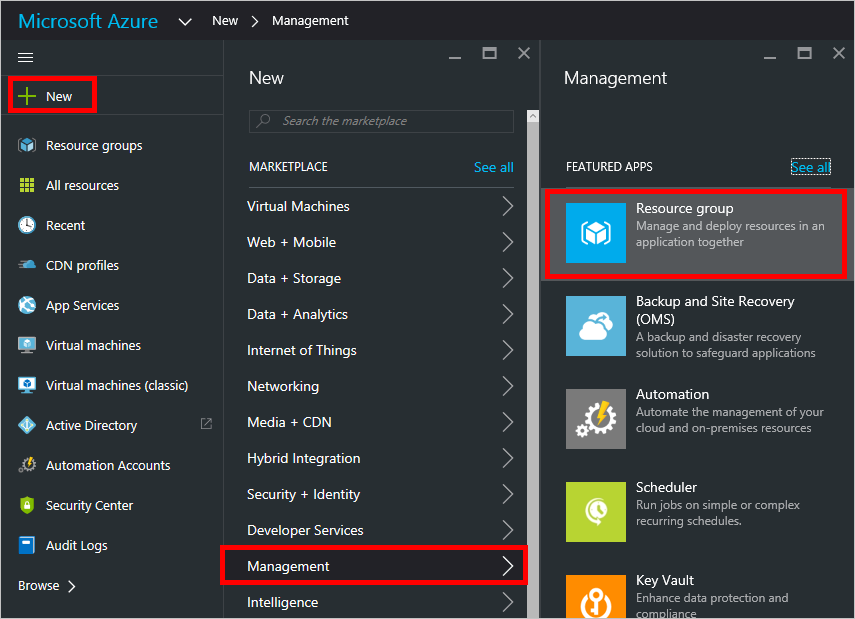 Microsoft Azure New Management
New
Resource groups
All resources
Recent
CDN profiles
App Services
Virtual machines
Virtual machines (classic)
Active Directory
Automation Accounts
Security Center
Audit Logs
Browse
New
Search the marketplace
MARKETPLACE See all
Virtual Machines
Web + Mobile
Data + Storage
Data + Analytics
Internet of Things
Networking
Media + CDN
Hybrid Integration
Security + Identity
Developer Services
Management
Intelligence
Management
FEATURED APPS See all
Resource group
Manage and deploy resources in an
application together
Backup and Site Recovery
(OMS)
A backup and disaster recovery
solution to safeguard applications
Automation
Automate the management of your
cloud and on-premises resources
Scheduler
Run jobs on simple or complex
recurring schedules.
Key Vault
Enhance data protection and
compliance